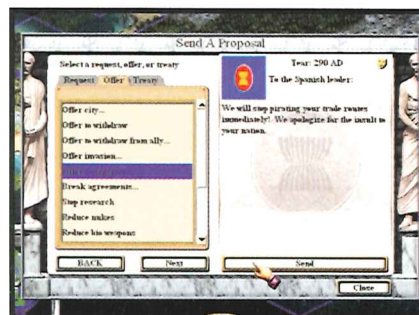 Send A Proposal
Select a request, offer, or treaty
Request Offer Treaty
Offer city...
Offer to withdraw
Offer to withdraw from ally...
Offer invasion...
Break agreements...
Stop research
Reduce nukes
Reduce bio weapons
BACK
Next
Year: 290 AD
To the Spanish leader:
We will stop pirating your trade routes
immediately! We apologize for the insult to
your nation.
Send
Close